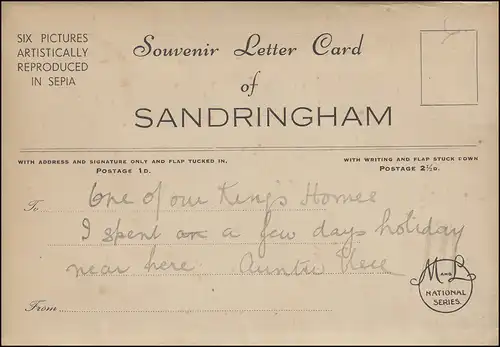 SIX PICTURES
ARTISTICALLY
REPRODUCED
IN SEPIA
Souvenir Letter Card
of
SANDRINGHAM
WITH ADDRESS AND SIGNATURE ONLY AND FLAP TUCKED IN.
POSTAGE 1D.
WITH WRITING AND FLAP STUCK DOWN
POSTAGE 2½D.
To One of our King's Homes
I spent a few days holiday
near here Auntie
From
M AND L
NATIONAL
SERIES